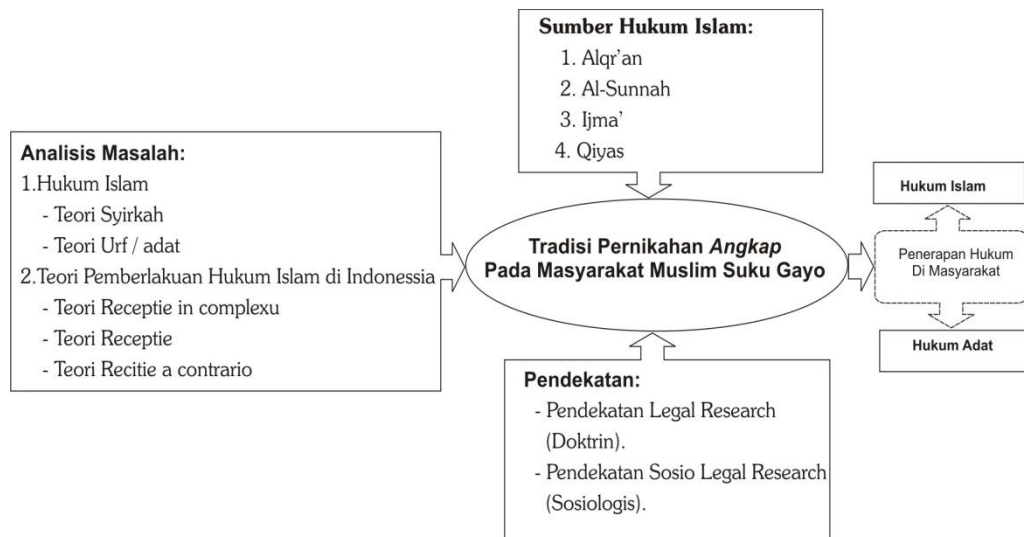 Sumber Hukum Islam:
1. Alqr'an
2. Al-Sunnah
3. Ijma'
4. Qiyas
Analisis Masalah:
1.Hukum Islam
- Teori Syirkah
- Teori Urf / adat
2.Teori Pemberlakuan Hukum Islam di Indonessia
- Teori Receptie in complexu
- Teori Receptie
- Teori Recitie a contrario
Tradisi Pernikahan Angkap
Pada Masyarakat Muslim Suku Gayo
Hukum Islam
Penerapan Hukum
Di Masyarakat
Hukum Adat
Pendekatan:
- Pendekatan Legal Research
(Doktrin).
- Pendekatan Sosio Legal Research
(Sosiologis).